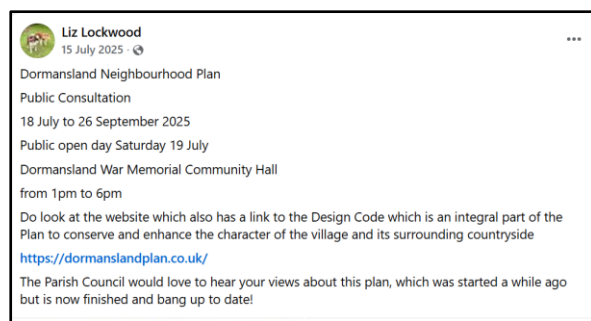 Liz Lockwood
15 July 2025 ·
Dormansland Neighbourhood Plan
Public Consultation
18 July to 26 September 2025
Public open day Saturday 19 July
Dormansland War Memorial Community Hall
from 1pm to 6pm
Do look at the website which also has a link to the Design Code which is an integral part of the
Plan to conserve and enhance the character of the village and its surrounding countryside
https://dormanslandplan.co.uk/
The Parish Council would love to hear your views about this plan, which was started a while ago
but is now finished and bang up to date!